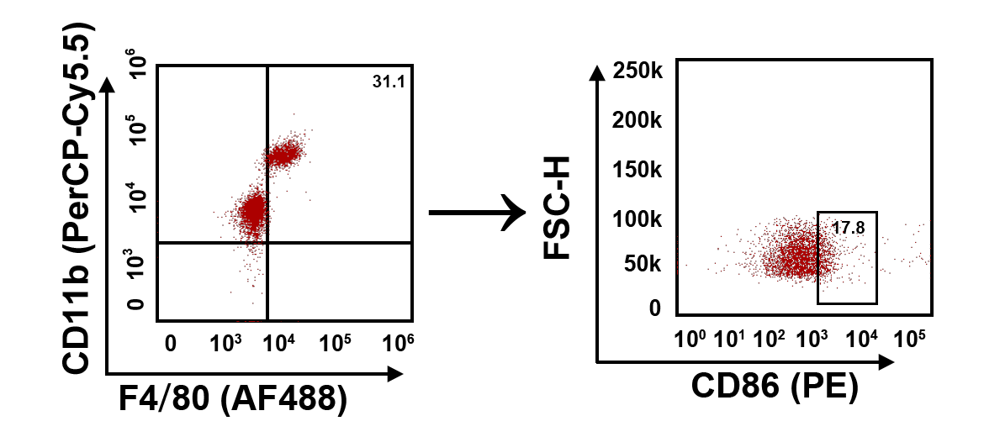 CD11b (PerCP-Cy5.5)
10⁶
10⁵
10⁴
10³
0
31.1
0 10³ 10⁴ 10⁵ 10⁶
F4/80 (AF488)
FSC-H
250k
200k
150k
100k
50k
0
17.8
10⁰ 10¹ 10² 10³ 10⁴ 10⁵
CD86 (PE)